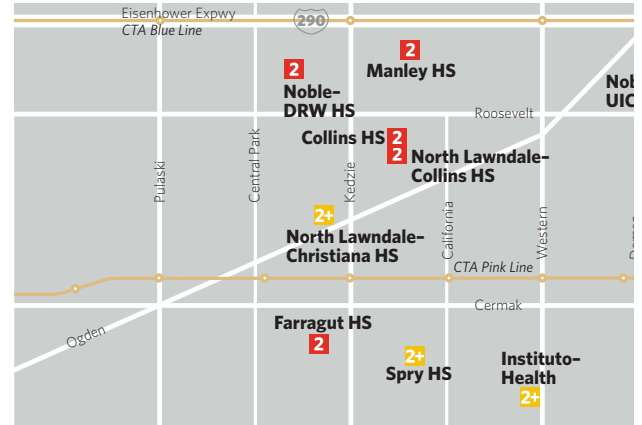 Eisenhower Expwy
CTA Blue Line
290
2
Manley HS
2
Noble–
DRW HS
Nob
UIC
Roosevelt
Collins HS 2
2 North Lawndale–
Collins HS
Pulaski
Central Park
Kedzie
California
Western
2+
North Lawndale–
Christiana HS
CTA Pink Line
Cermak
Ogden
Farragut HS
2
2+
Spry HS
Instituto–
Health
2+